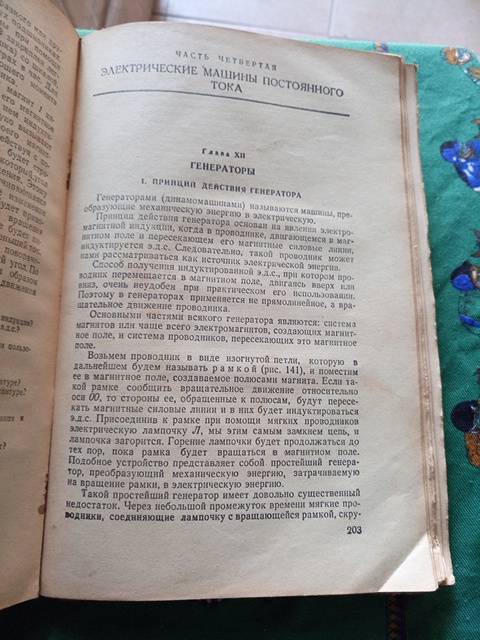 ЧАСТЬ ЧЕТВЕРТАЯ
ЭЛЕКТРИЧЕСКИЕ МАШИНЫ ПОСТОЯННОГО
ТОКА
Глава XII
ГЕНЕРАТОРЫ
1. ПРИНЦИП ДЕЙСТВИЯ ГЕНЕРАТОРА
Генераторами (динамомашинами) называются машины, пре-
образующие механическую энергию в электрическую.
Принцип действия генератора основан на явлении электро-
магнитной индукции, когда в проводнике, двигающемся в маг-
нитном поле и пересекающем его магнитные силовые линии,
индуктируется э.д.с. Следовательно, такой проводник может
рассматриваться как источник электрической энергии.
Способ получения индуктированной э.д.с., при котором про-
водник перемещается в магнитном поле, двигаясь вверх или
вниз, очень неудобен при практическом его использовании.
Поэтому в генераторах применяется не прямолинейное, а вра-
щательное движение проводника.
Основными частями всякого генератора являются: система
магнитов или чаще всего электромагнитов, создающих магнит-
ное поле, и система проводников, пересекающих это магнитное
поле.
Возьмем проводник в виде изогнутой петли, которую в
дальнейшем будем называть рамкой (рис. 141), и поместим
ее в магнитное поле, создаваемое полюсами магнита. Если та-
кой рамке сообщить вращательное движение относительно
оси 00, то стороны ее, обращенные к полюсам, будут пересе-
кать магнитные силовые линии и в них будет индуктироваться
э.д.с. Присоединив к рамке при помощи мягких проводников
электрическую лампочку Л, мы этим самым замкнем цепь, и
лампочка загорится. Горение лампочки будет продолжаться до
тех пор, пока рамка будет вращаться в магнитном поле.
Подобное устройство представляет собой простейший генера-
тор, преобразующий механическую энергию, затрачиваемую
на вращение рамки, в электрическую энергию.
Такой простейший генератор имеет довольно существенный
недостаток. Через небольшой промежуток времени мягкие про-
водники, соединяющие лампочку с вращающейся рамкой, скру-
203